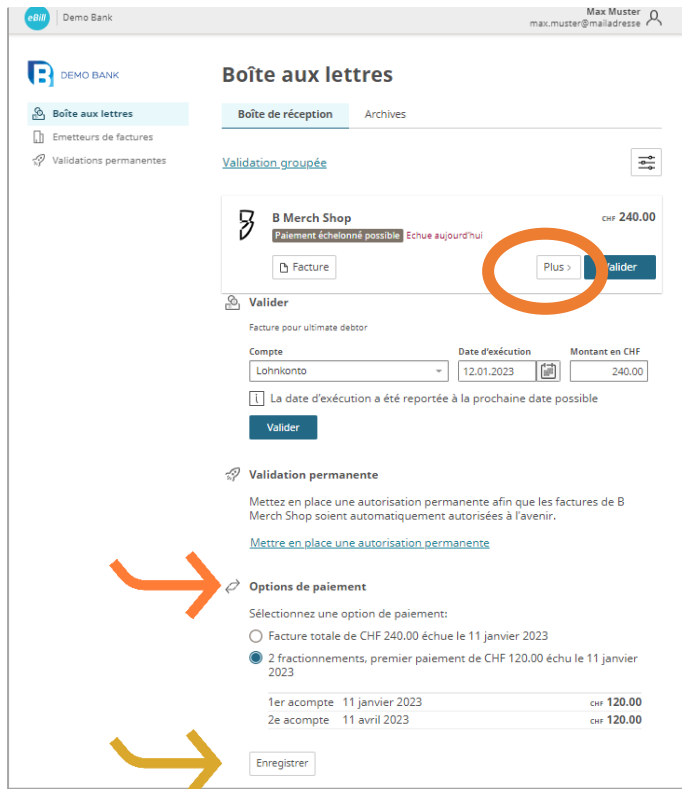 eBill Demo Bank
Max Muster
max.muster@mailadresse
DEMO BANK
Boîte aux lettres
Emetteurs de factures
Validations permanentes
Boîte aux lettres
Boîte de réception Archives
Validation groupée
B Merch Shop CHF 240.00
Paiement échelonné possible Echue aujourd'hui
Facture Plus > Valider
Valider
Facture pour ultimate debtor
Compte Date d'exécution Montant en CHF
Lohnkonto 12.01.2023 240.00
i La date d'exécution a été reportée à la prochaine date possible
Valider
Validation permanente
Mettez en place une autorisation permanente afin que les factures de B
Merch Shop soient automatiquement autorisées à l'avenir.
Mettre en place une autorisation permanente
Options de paiement
Sélectionnez une option de paiement:
Facture totale de CHF 240.00 échue le 11 janvier 2023
2 fractionnements, premier paiement de CHF 120.00 échu le 11 janvier
2023
1er acompte 11 janvier 2023 CHF 120.00
2e acompte 11 avril 2023 CHF 120.00
Enregistrer